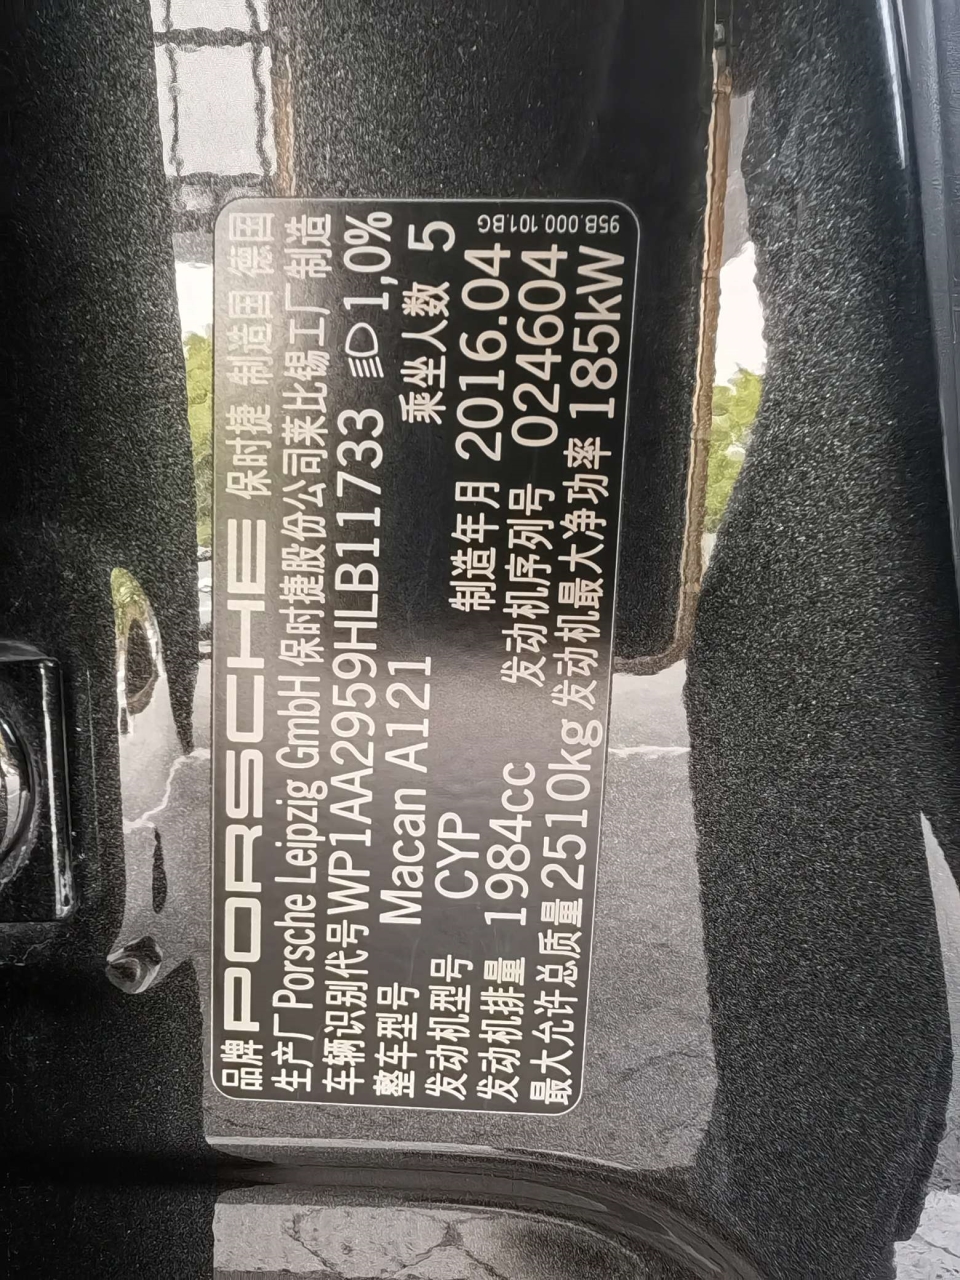 品牌 PORSCHE 保时捷 制造国 德国
生产厂 Porsche Leipzig GmbH 保时捷股份公司莱比锡工厂制造
车辆识别代号 WP1AA2959HLB11733 1,0%
整车型号 Macan A121 乘坐人数 5
发动机型号 CYP 制造年月 2016.04
发动机排量 1984cc 发动机序列号 024604
最大允许总质量 2510kg 发动机最大净功率 185kW
95B.000.101.BG